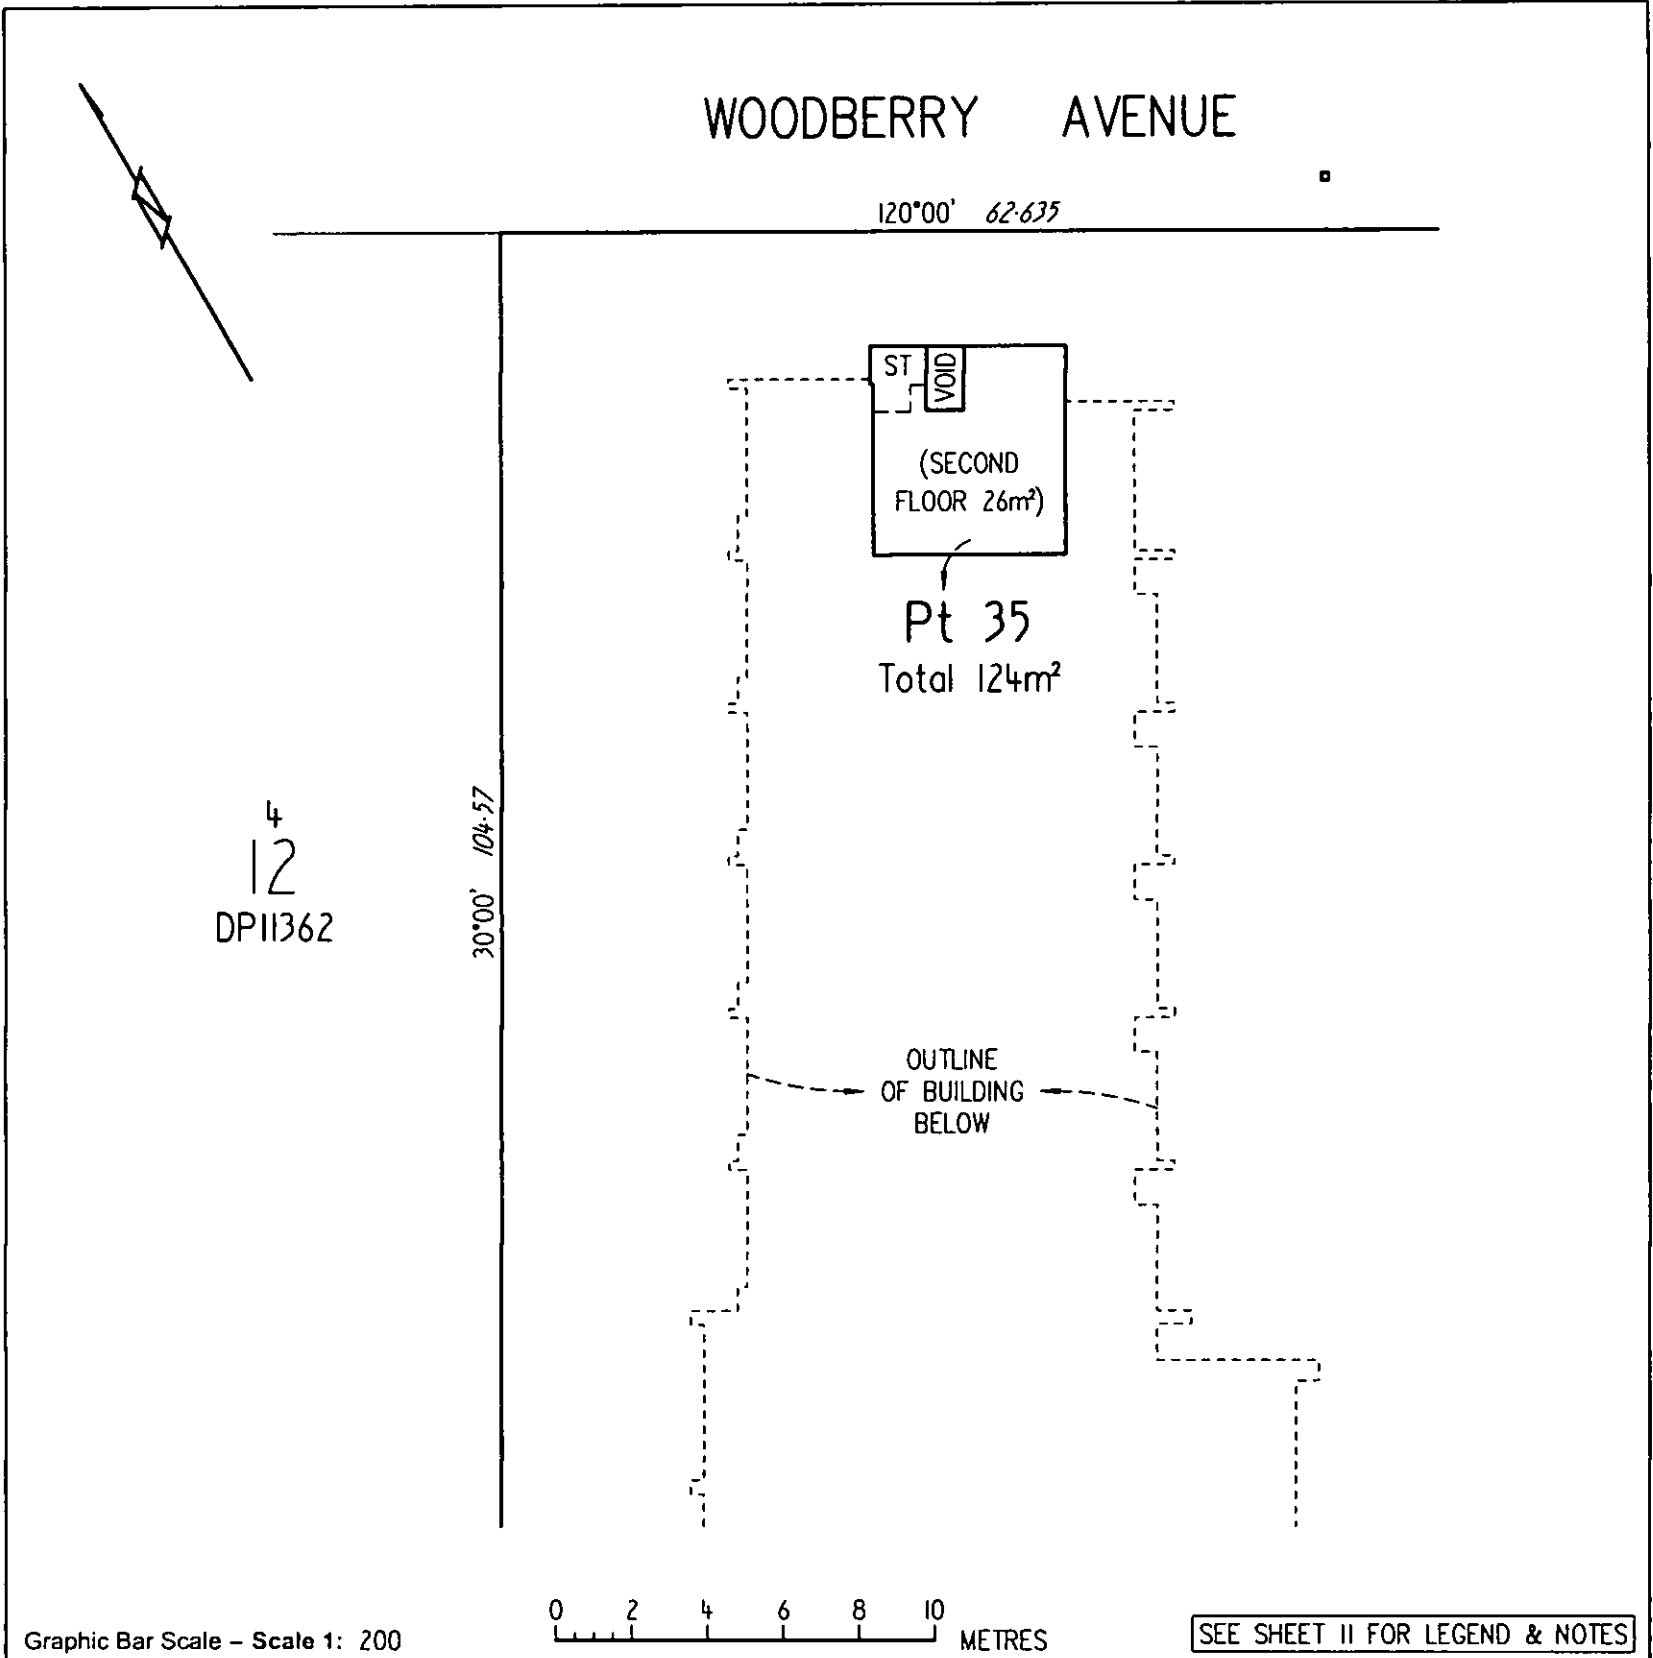 WOODBERRY AVENUE
120°00' 62·635
ST
VOID
(SECOND
FLOOR 26m²)
Pt 35
Total 124m²
4
12
DP11362
30°00' 104·57
OUTLINE
OF BUILDING
BELOW
0 2 4 6 8 10
METRES
Graphic Bar Scale – Scale 1: 200
SEE SHEET 11 FOR LEGEND & NOTES